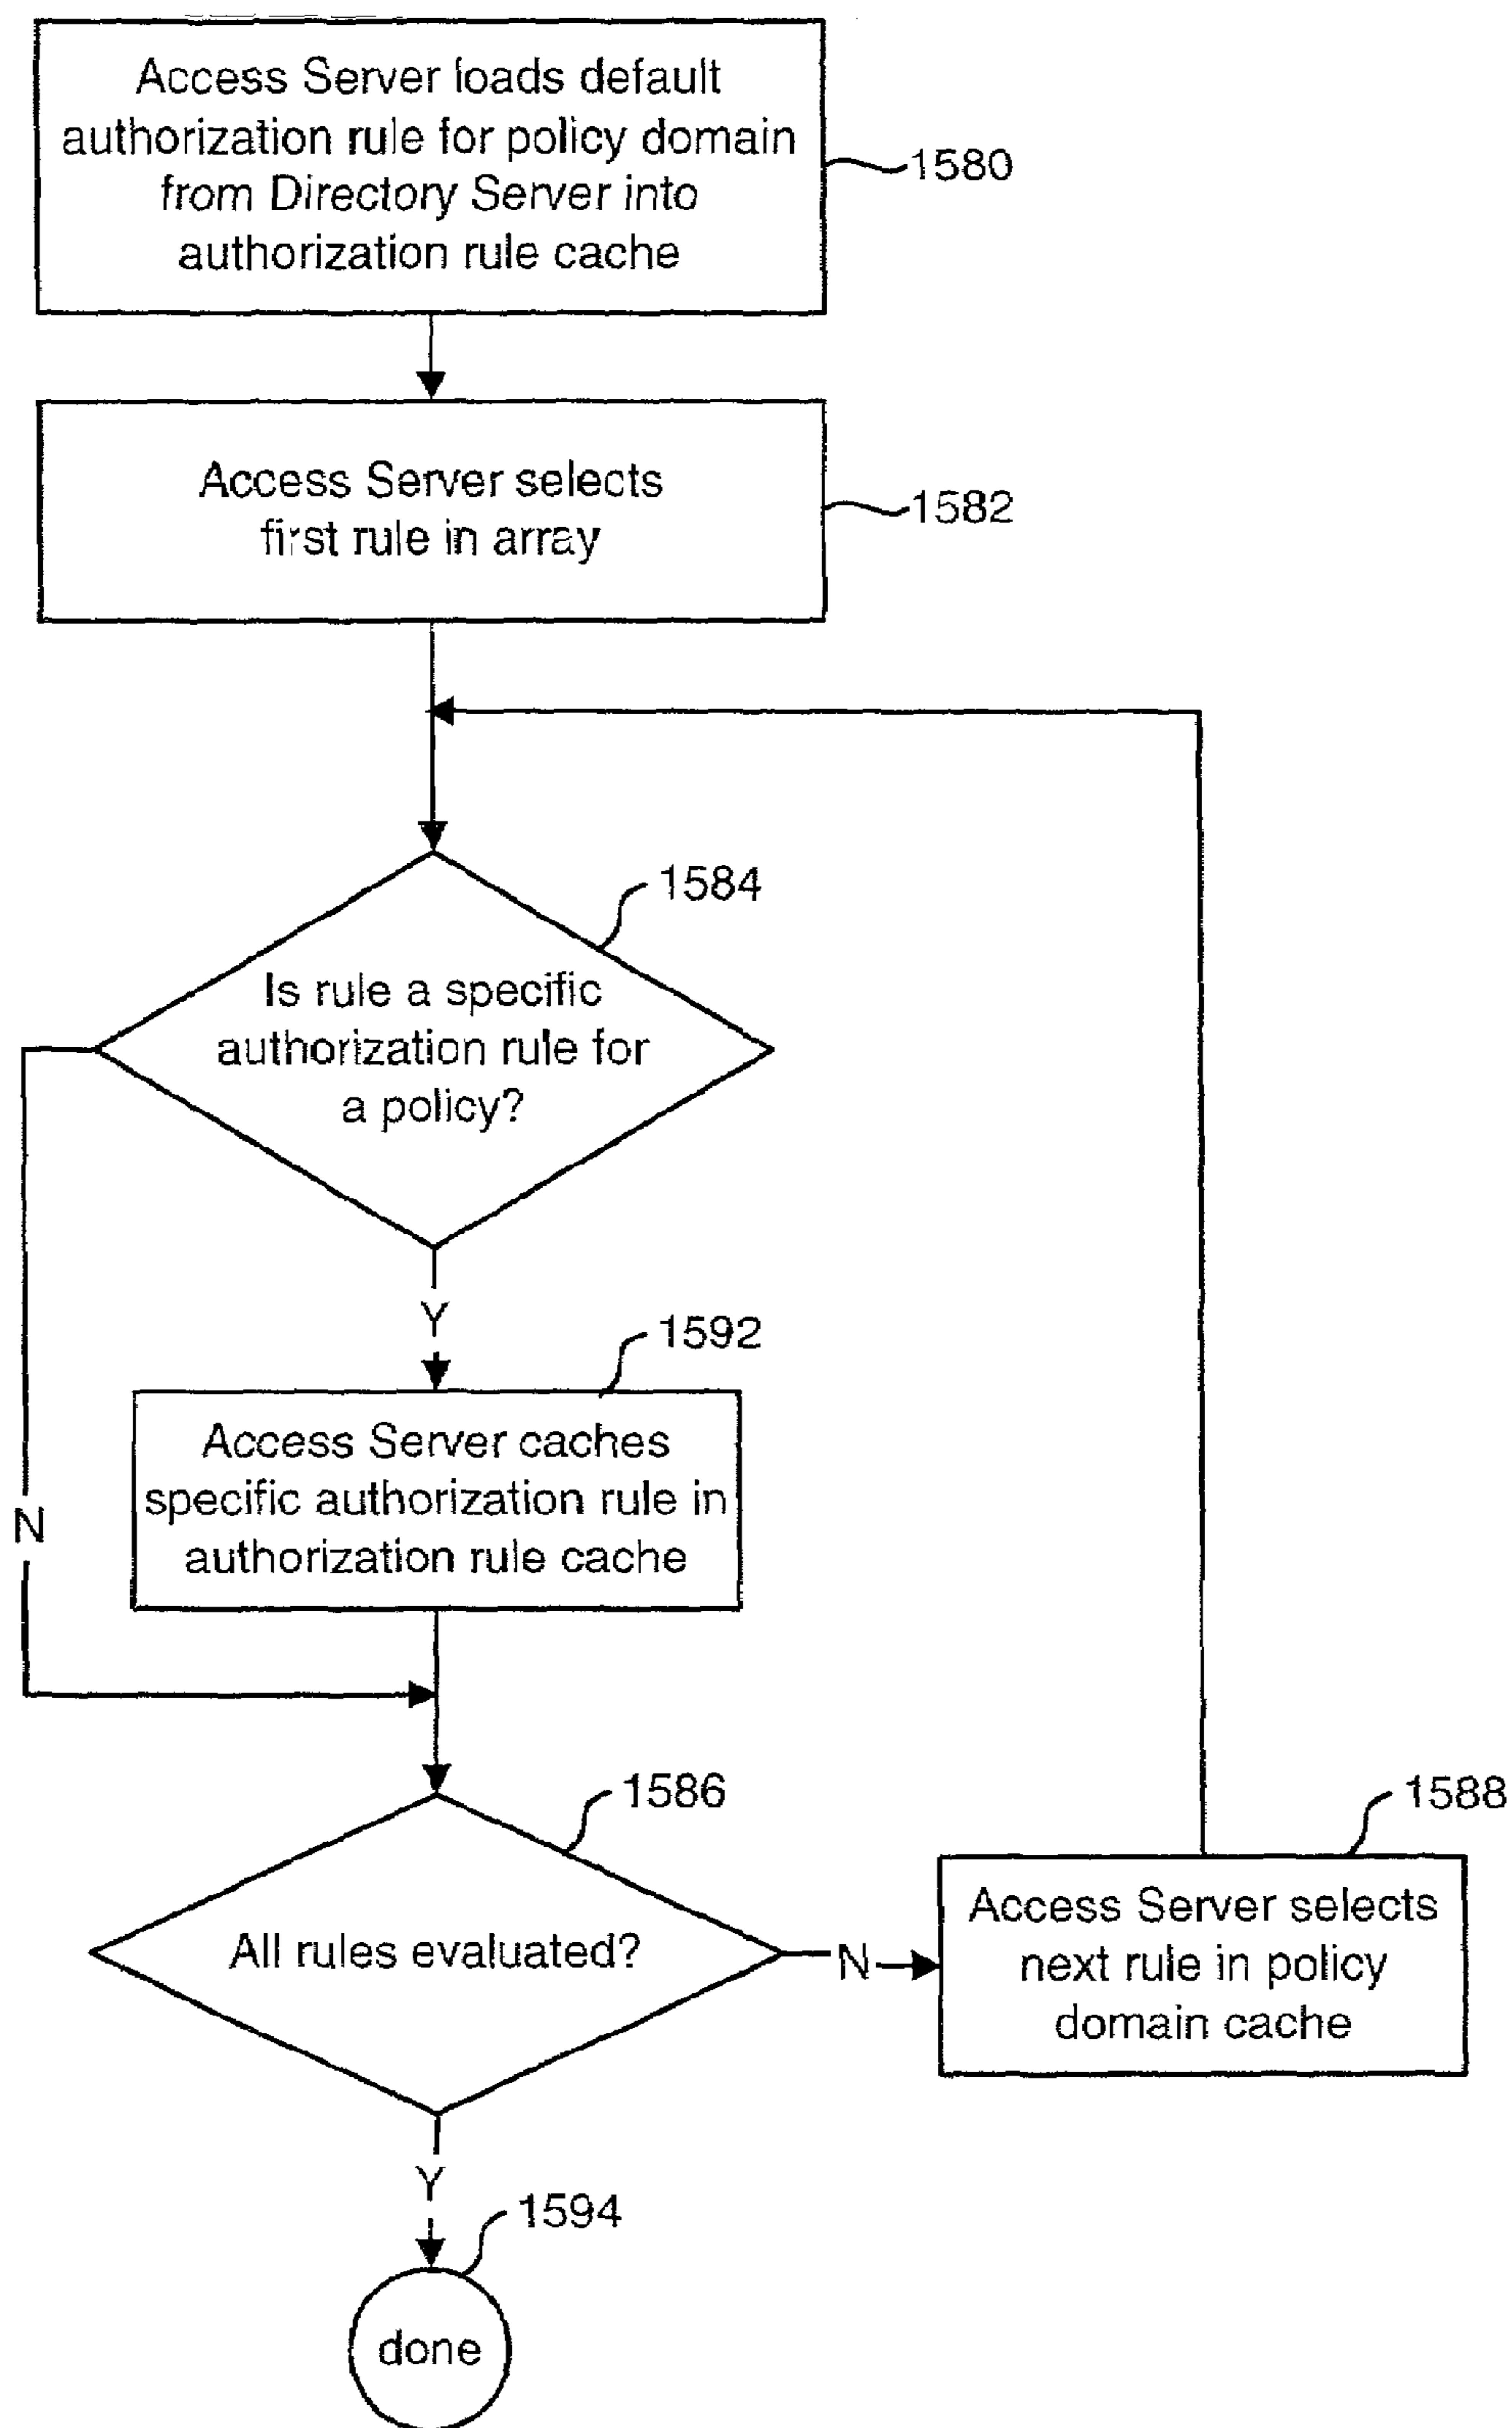 Access Server loads default
authorization rule for policy domain
from Directory Server into
authorization rule cache
1580
Access Server selects
first rule in array
1582
1584
Is rule a specific
authorization rule for
a policy?
Y
1592
Access Server caches
specific authorization rule in
authorization rule cache
N
1586
1588
All rules evaluated?
N
Access Server selects
next rule in policy
domain cache
Y
1594
done